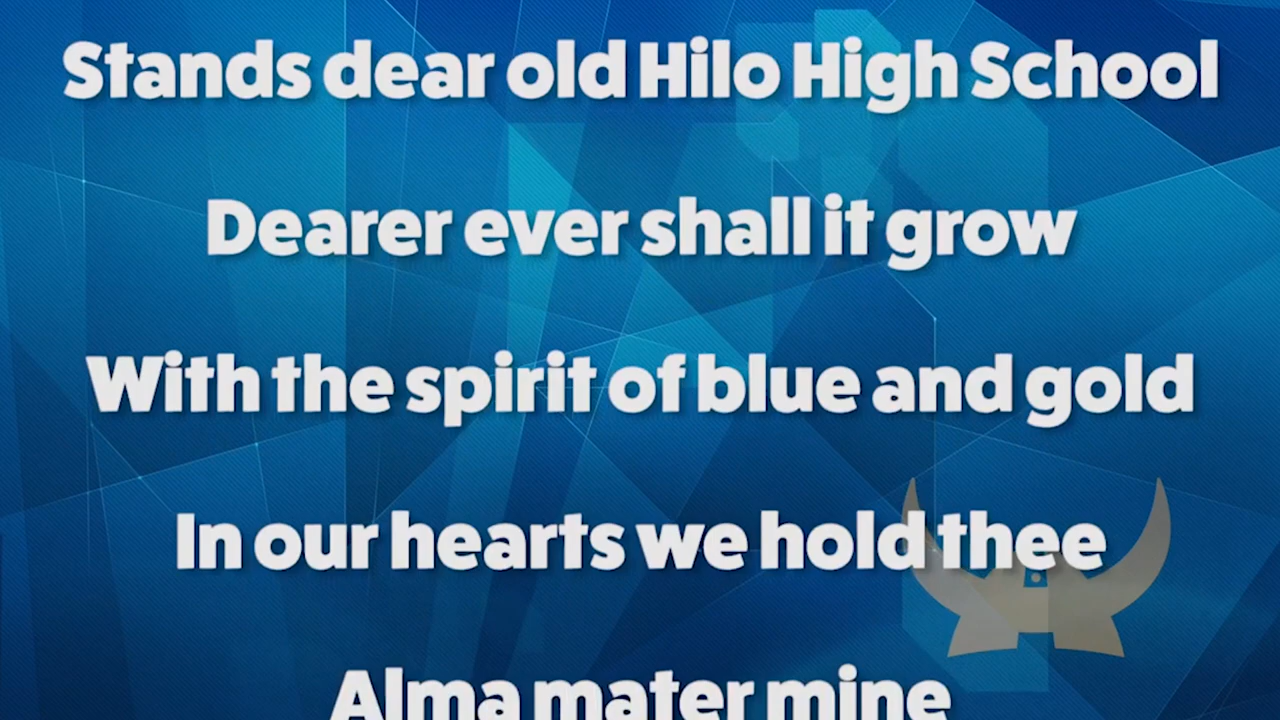 Stands dear old Hilo High School
Dearer ever shall it grow
With the spirit of blue and gold
In our hearts we hold thee
Alma mater mine